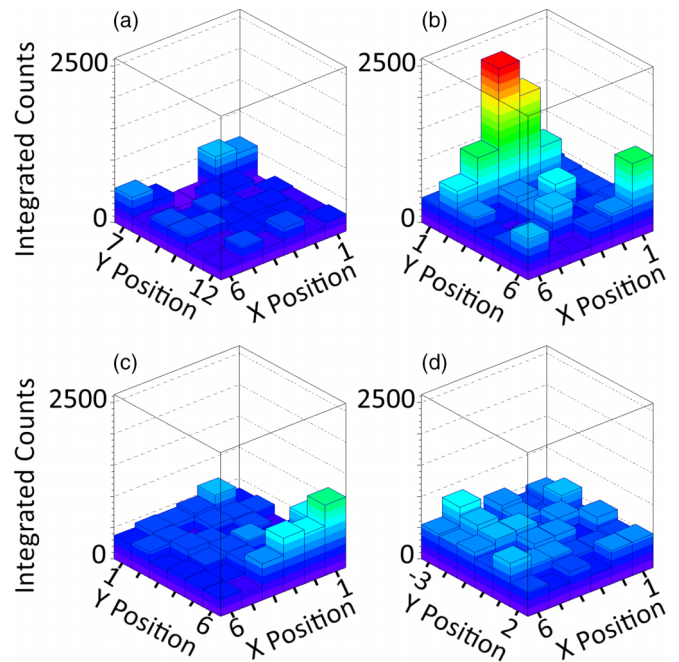 (a)
(b)
Integrated Counts
2500
0
7
12
Y Position
6
1
X Position
2500
0
1
6
Y Position
6
1
X Position
(c)
(d)
Integrated Counts
2500
0
1
6
Y Position
6
1
X Position
2500
0
-3
2
Y Position
6
1
X Position